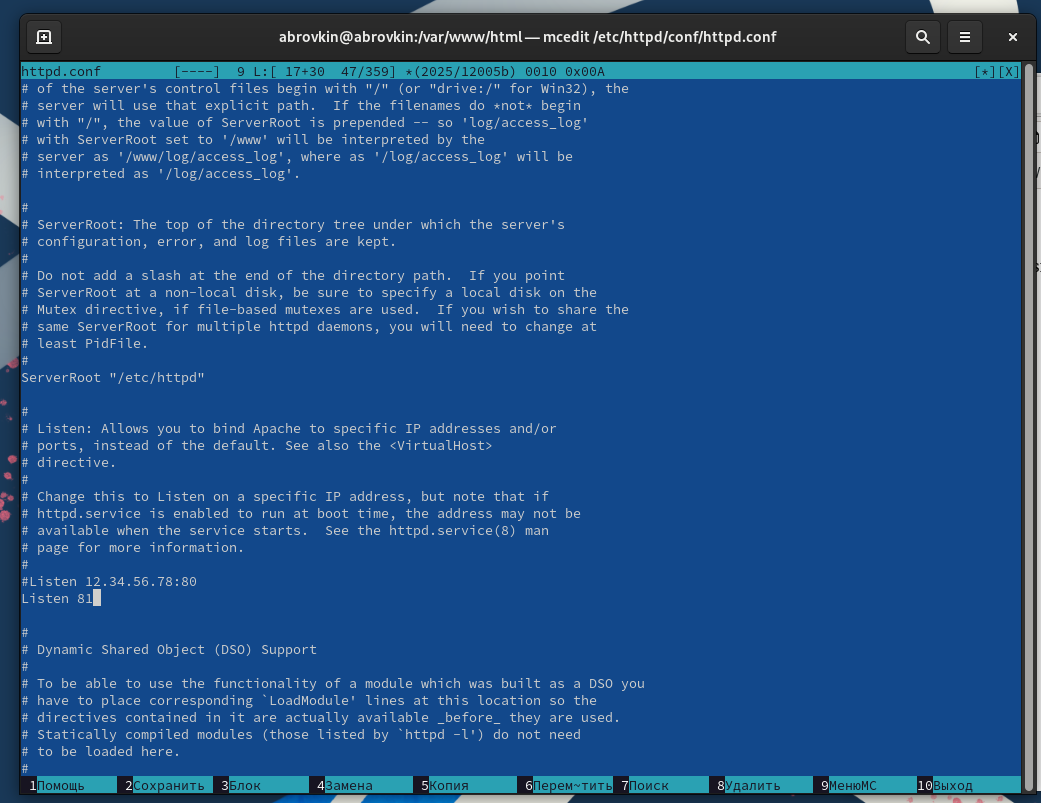 abrovkin@abrovkin:/var/www/html — mcedit /etc/httpd/conf/httpd.conf
httpd.conf         [----]  9 L:[ 17+30  47/359] *(2025/12005b) 0010 0x00A                                              [*][X]
# of the server's control files begin with "/" (or "drive:/" for Win32), the
# server will use that explicit path.  If the filenames do *not* begin
# with "/", the value of ServerRoot is prepended -- so 'log/access_log'
# with ServerRoot set to '/www' will be interpreted by the
# server as '/www/log/access_log', where as '/log/access_log' will be
# interpreted as '/log/access_log'.

#
# ServerRoot: The top of the directory tree under which the server's
# configuration, error, and log files are kept.
#
# Do not add a slash at the end of the directory path.  If you point
# ServerRoot at a non-local disk, be sure to specify a local disk on the
# Mutex directive, if file-based mutexes are used.  If you wish to share the
# same ServerRoot for multiple httpd daemons, you will need to change at
# least PidFile.
#
ServerRoot "/etc/httpd"

#
# Listen: Allows you to bind Apache to specific IP addresses and/or
# ports, instead of the default. See also the <VirtualHost>
# directive.
#
# Change this to Listen on a specific IP address, but note that if
# httpd.service is enabled to run at boot time, the address may not be
# available when the service starts.  See the httpd.service(8) man
# page for more information.
#
#Listen 12.34.56.78:80
Listen 81

#
# Dynamic Shared Object (DSO) Support
#
# To be able to use the functionality of a module which was built as a DSO you
# have to place corresponding `LoadModule' lines at this location so the
# directives contained in it are actually available _before_ they are used.
# Statically compiled modules (those listed by `httpd -l') do not need
# to be loaded here.
#
1Помощь 2Сохранить 3Блок 4Замена 5Копия 6Перем~тить 7Поиск 8Удалить 9МенюMC 10Выход